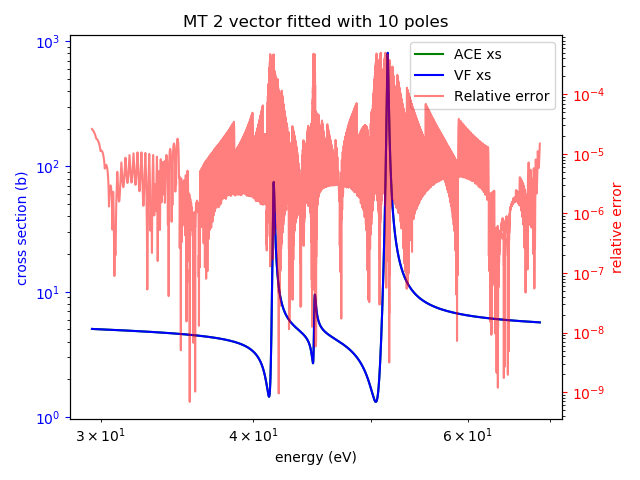 MT 2 vector fitted with 10 poles
ACE xs
VF xs
Relative error
10³
10²
10¹
10⁰
cross section (b)
10⁻⁴
10⁻⁵
10⁻⁶
10⁻⁷
10⁻⁸
10⁻⁹
relative error
3 × 10¹ 4 × 10¹ 6 × 10¹
energy (eV)